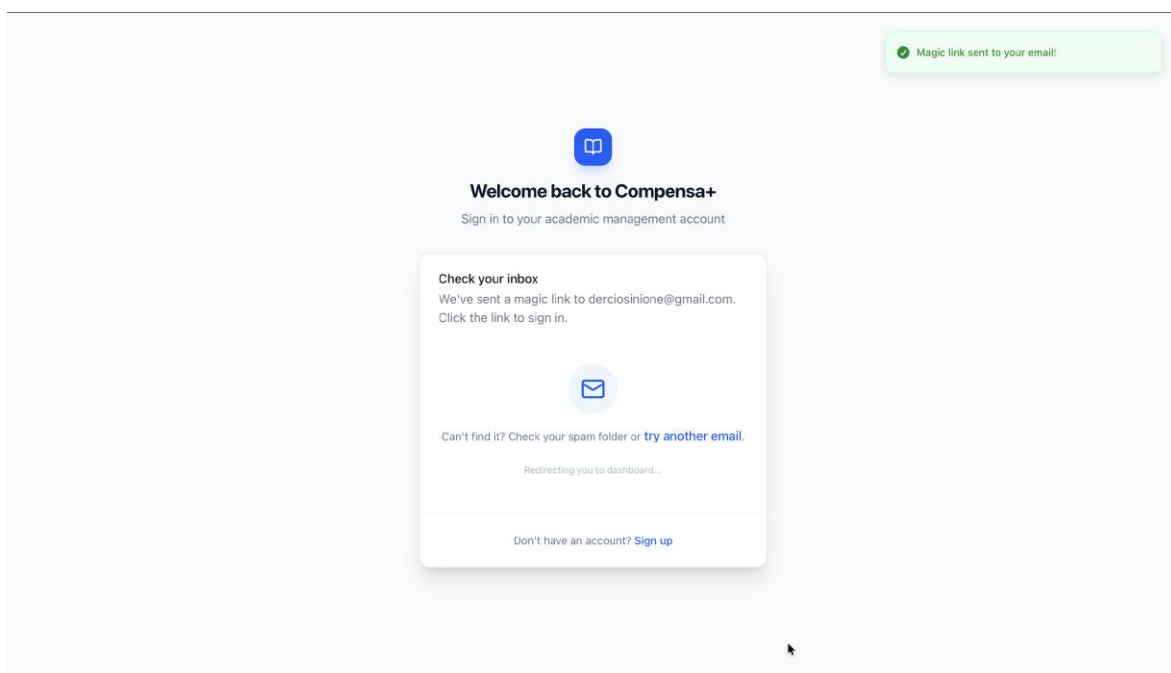 Magic link sent to your email!
Welcome back to Compensa+
Sign in to your academic management account
Check your inbox
We've sent a magic link to derciosinione@gmail.com.
Click the link to sign in.
Can't find it? Check your spam folder or try another email.
Redirecting you to dashboard...
Don't have an account? Sign up